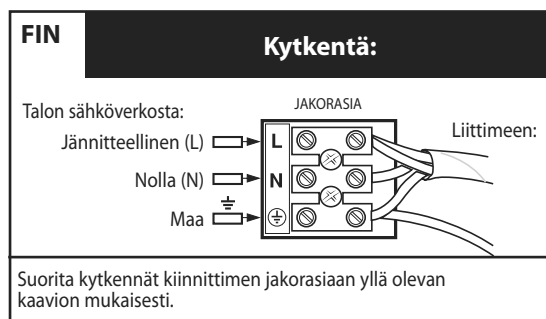 FIN
Kytkentä:
Talon sähköverkosta:
JAKORASIA
Liittimeen:
Jännitteellinen (L)
L
Nolla (N)
N
Maa
Suorita kytkennät kiinnittimen jakorasiaan yllä olevan
kaavion mukaisesti.